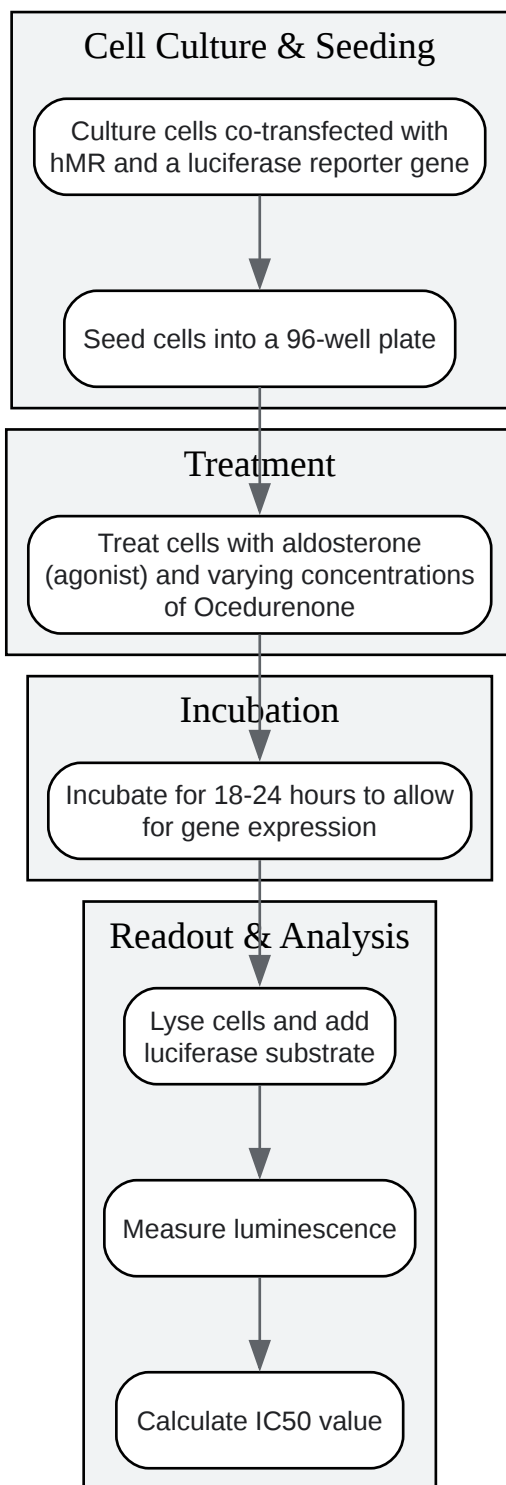 Cell Culture & Seeding
Culture cells co-transfected with
hMR and a luciferase reporter gene
Seed cells into a 96-well plate
Treatment
Treat cells with aldosterone
(agonist) and varying concentrations
of Ocedurenone
Incubation
Incubate for 18-24 hours to allow
for gene expression
Readout & Analysis
Lyse cells and add
luciferase substrate
Measure luminescence
Calculate IC50 value